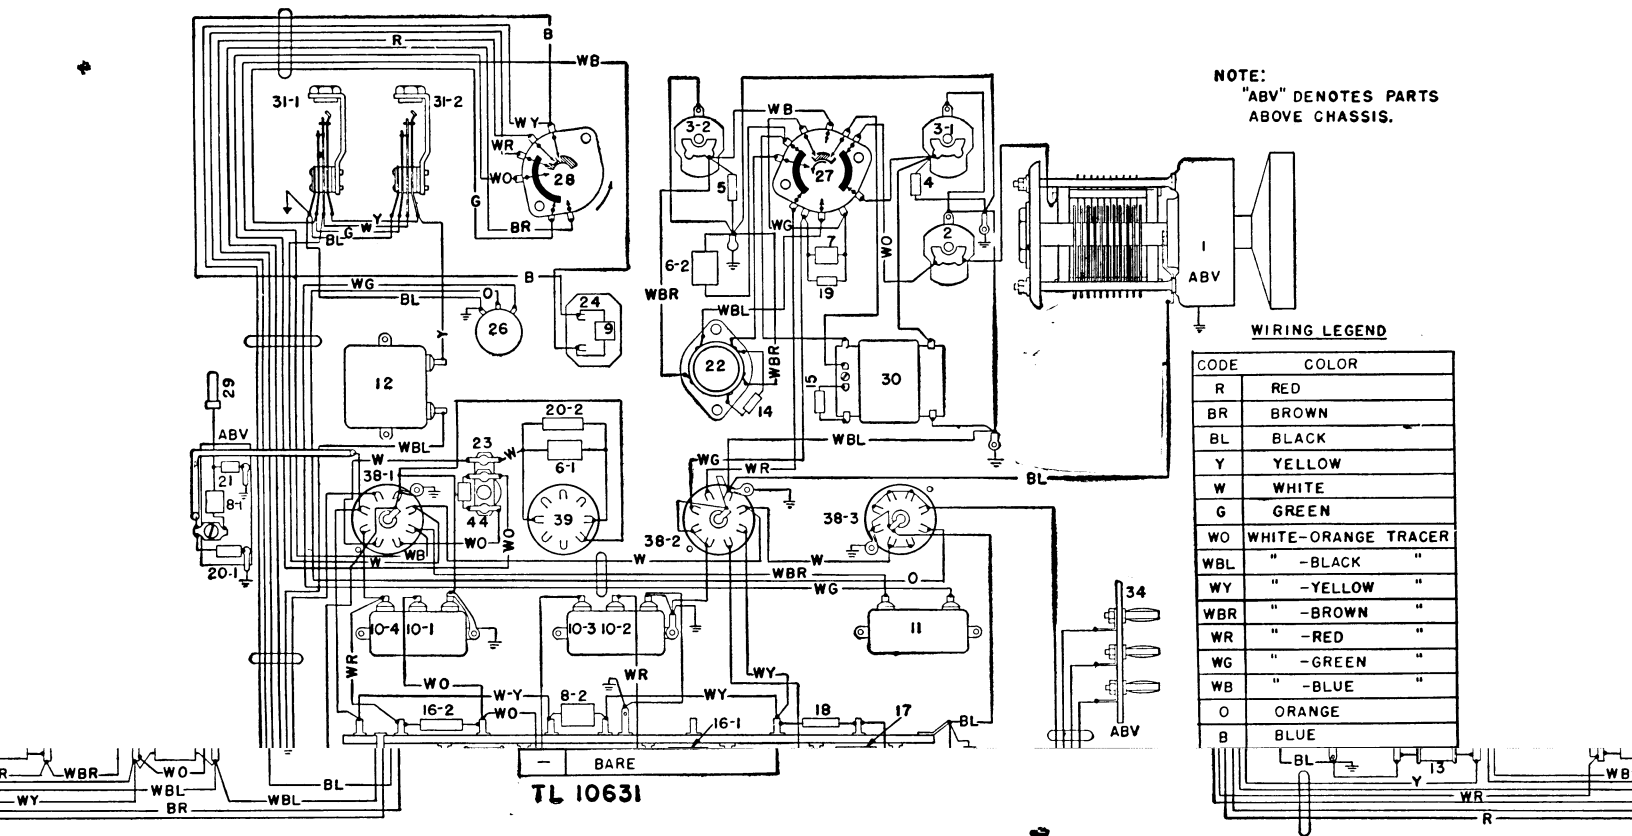 NOTE:
"ABV" DENOTES PARTS
ABOVE CHASSIS.
B
R
WB
31-1
31-2
WY
WR
WO
28
G
BR
Y
W
G
BL
B
WG
O
BL
26
24
9
Y
12
29
ABV
WBL
W
38-1
23
W
20-2
6-1
21
8-1
44
39
WO
WO
WB
W
20-1
3-2
WB
3-1
27
5
4
WG
7
2
6-2
WO
19
WBR
WBL
22
WBR
15
30
14
WBL
WG
WR
BL
38-2
38-3
W
W
WBR
O
WG
1
ABV
10-4 10-1
10-3 10-2
11
34
WR
WO
WR
WY
W-Y
8-2
WY
16-2
WO
18
17
16-1
BL
ABV
WIRING LEGEND
CODE COLOR
R RED
BR BROWN
BL BLACK
Y YELLOW
W WHITE
G GREEN
WO WHITE-ORANGE TRACER
WBL " -BLACK "
WY " -YELLOW "
WBR " -BROWN "
WR " -RED "
WG " -GREEN "
WB " -BLUE "
O ORANGE
B BLUE
— BARE
TL 10631
R
WBR
WO
WBL
WY
BR
BL
WBL
BL
13
Y
WB
WR
R